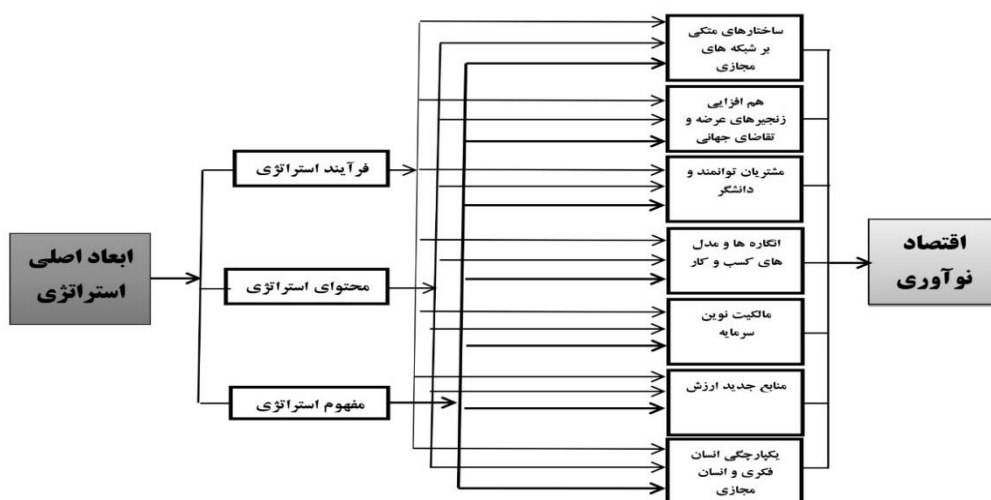 ابعاد اصلی
استراتژی
فرآیند استراتژی
محتوای استراتژی
مفهوم استراتژی
ساختارهای متکی
بر شبکه های
مجازی
هم افزایی
زنجیرهای عرضه و
تقاضای جهانی
مشتریان توانمند و
دانشگر
انگاره ها و مدل
های کسب و کار
مالکیت نوین
سرمایه
منابع جدید ارزش
یکپارچگی انسان
فکری و انسان
مجازی
اقتصاد
نوآوری